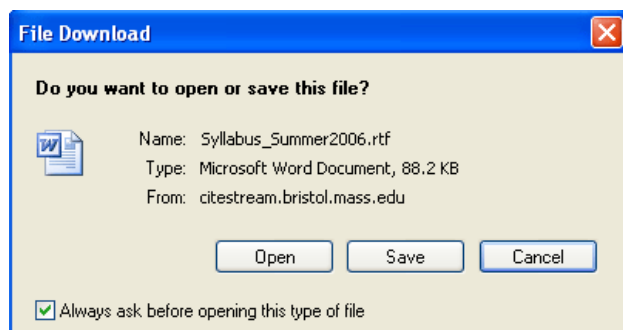 File Download
Do you want to open or save this file?
Name: Syllabus_Summer2006.rtf
Type: Microsoft Word Document, 88.2 KB
From: citestream.bristol.mass.edu
Open Save Cancel
Always ask before opening this type of file